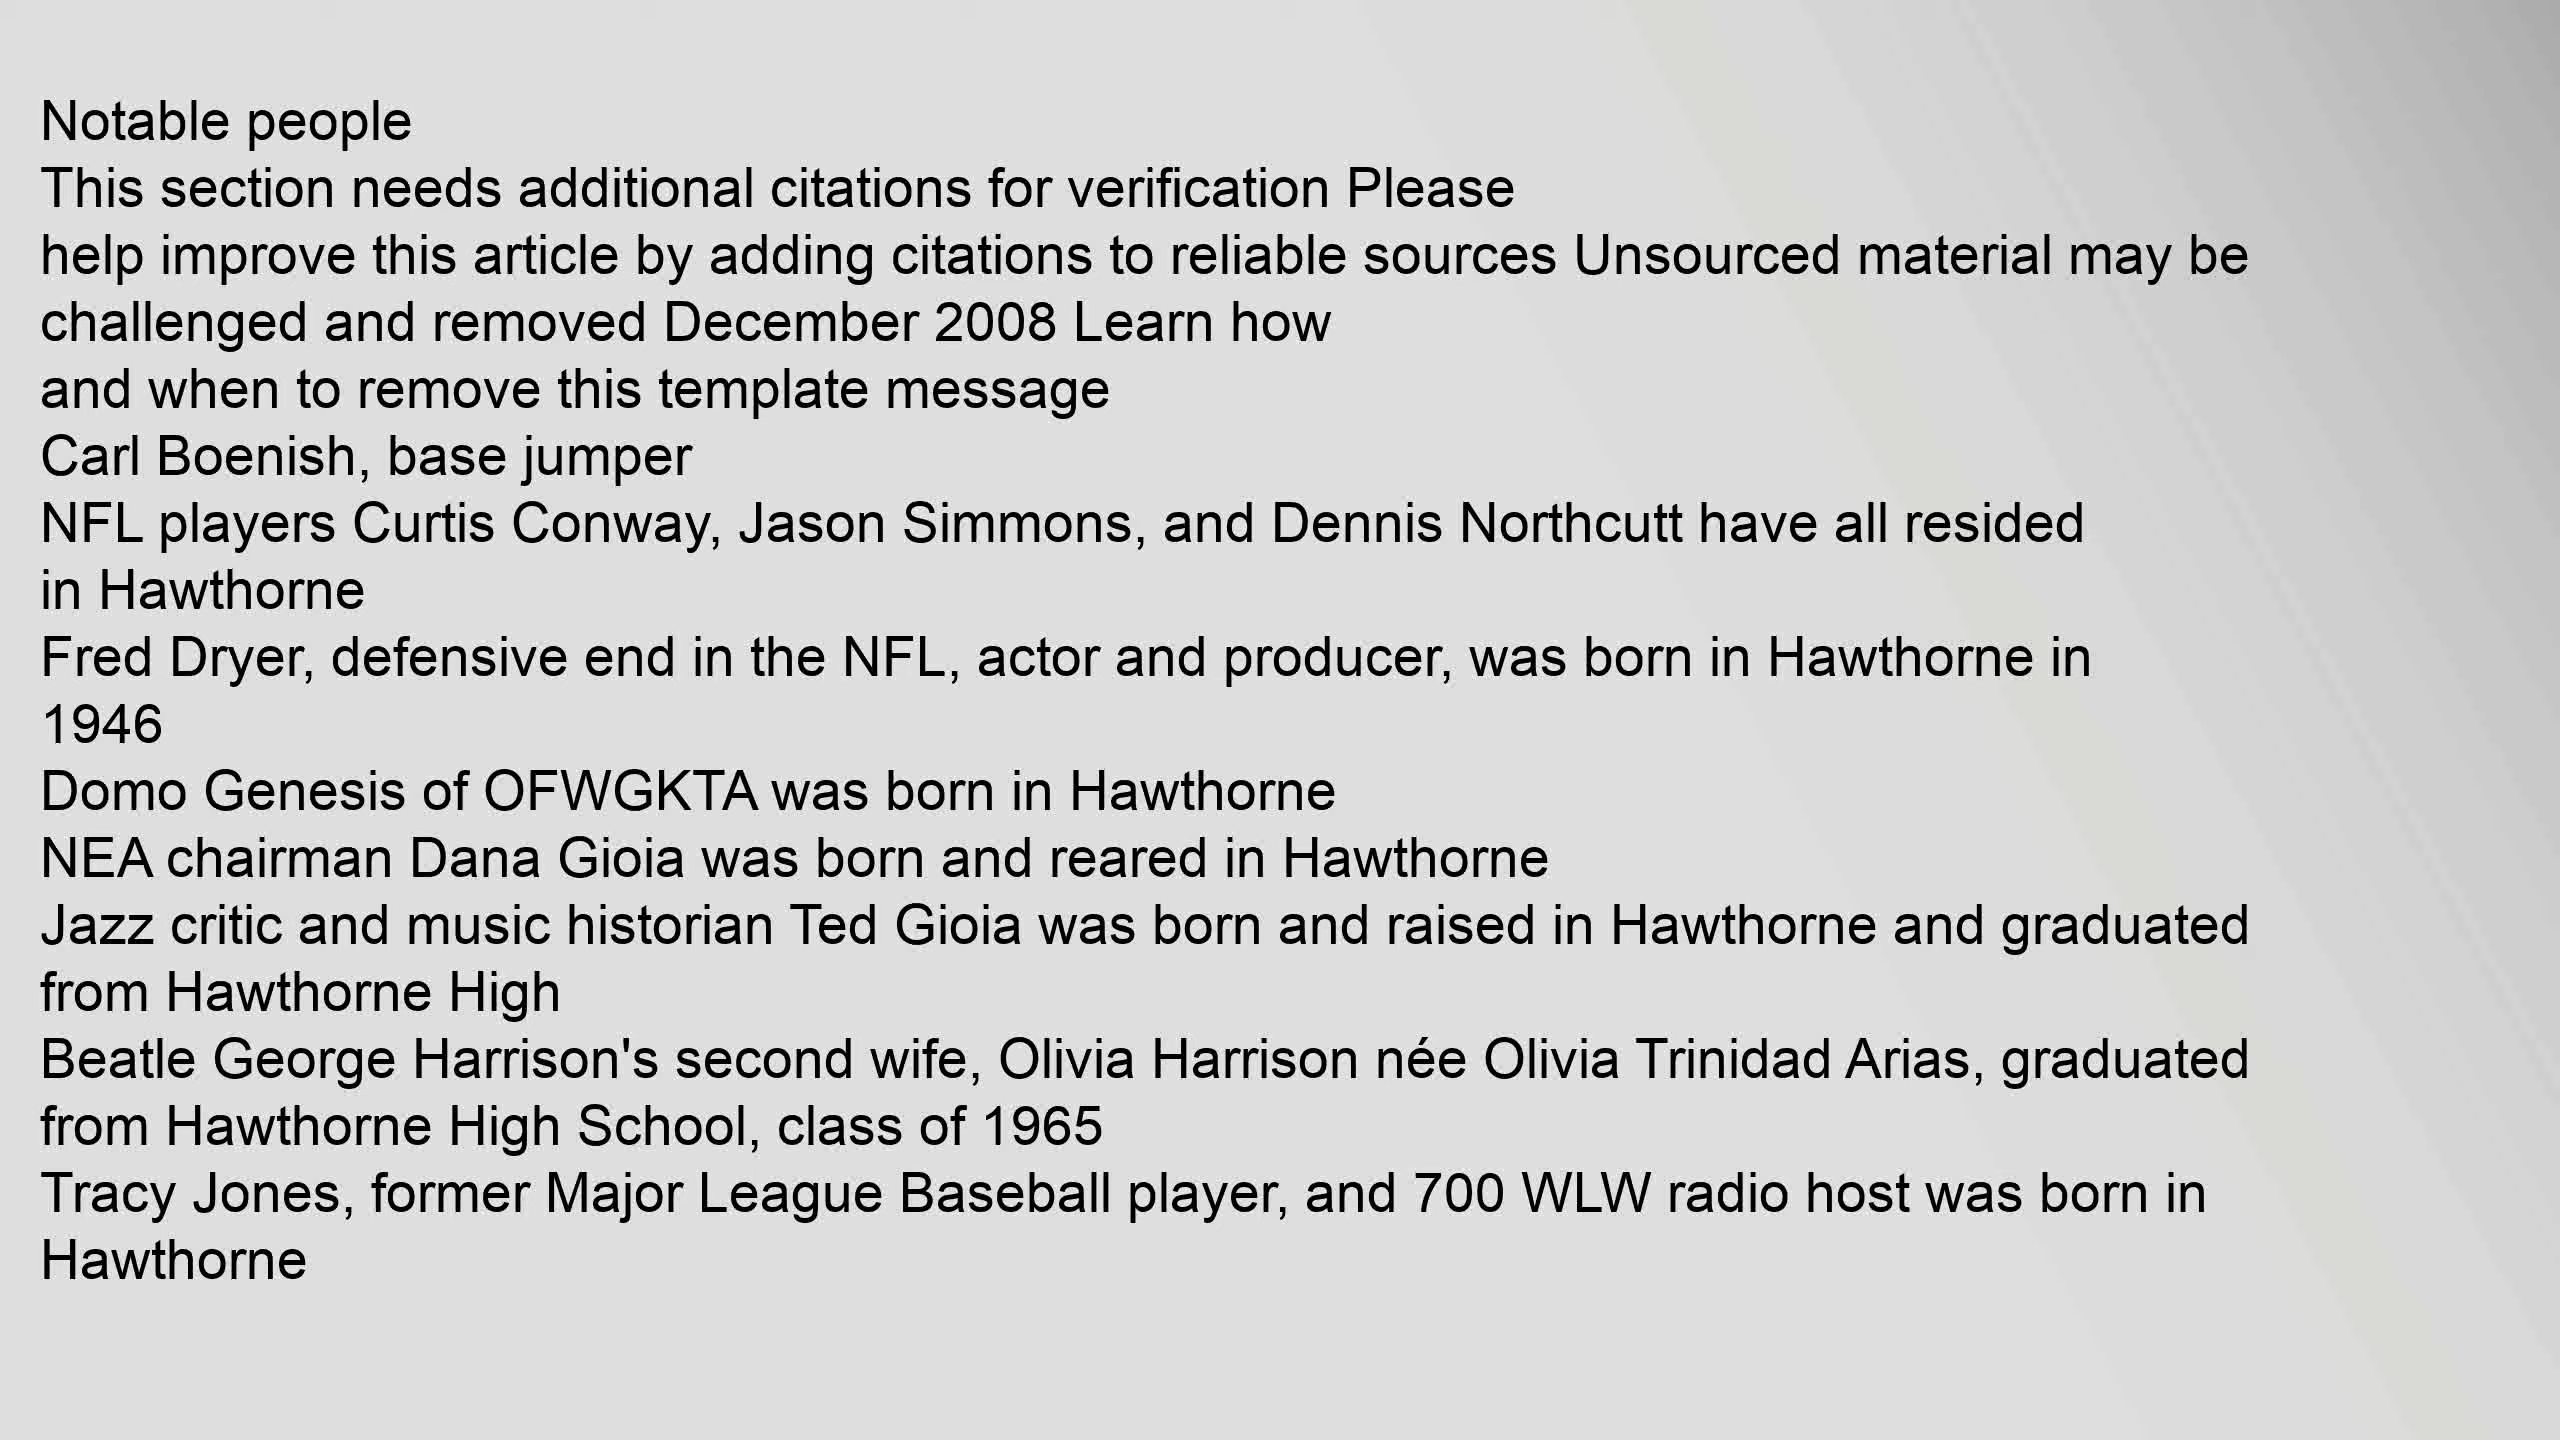 Notable people
This section needs additional citations for verification Please
help improve this article by adding citations to reliable sources Unsourced material may be
challenged and removed December 2008 Learn how
and when to remove this template message
Carl Boenish, base jumper
NFL players Curtis Conway, Jason Simmons, and Dennis Northcutt have all resided
in Hawthorne
Fred Dryer, defensive end in the NFL, actor and producer, was born in Hawthorne in
1946
Domo Genesis of OFWGKTA was born in Hawthorne
NEA chairman Dana Gioia was born and reared in Hawthorne
Jazz critic and music historian Ted Gioia was born and raised in Hawthorne and graduated
from Hawthorne High
Beatle George Harrison's second wife, Olivia Harrison née Olivia Trinidad Arias, graduated
from Hawthorne High School, class of 1965
Tracy Jones, former Major League Baseball player, and 700 WLW radio host was born in
Hawthorne